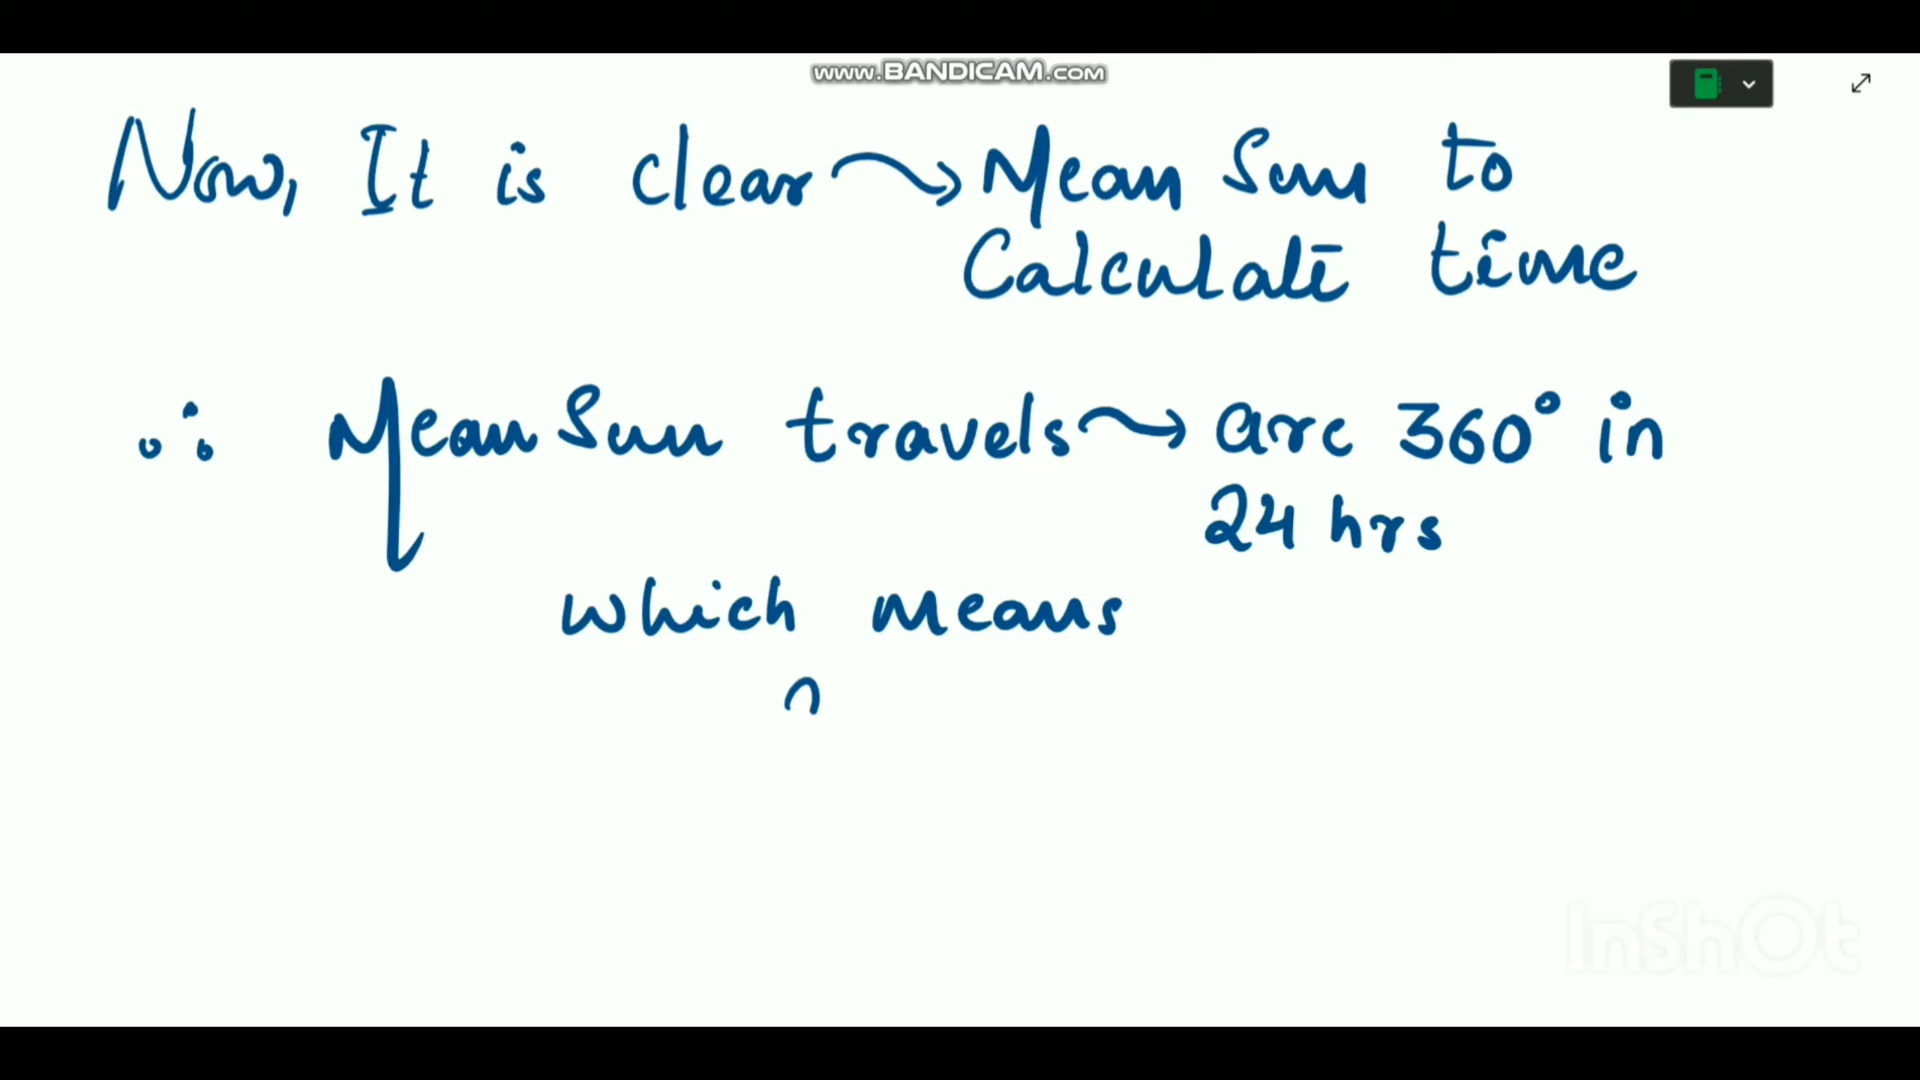 www.BANDICAM.COM
Now, It is clear → Mean Sun to
Calculate time
∴ Mean Sun travels → arc 360° in
24 hrs
which means
InShOt